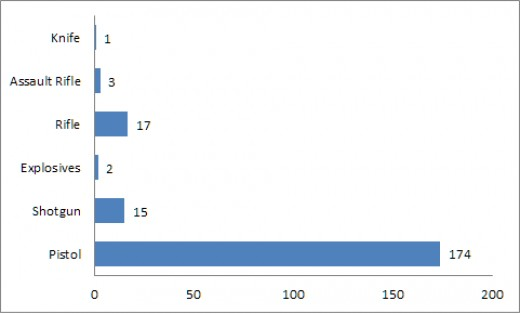 Knife 1
Assault Rifle 3
Rifle 17
Explosives 2
Shotgun 15
Pistol 174
0 50 100 150 200